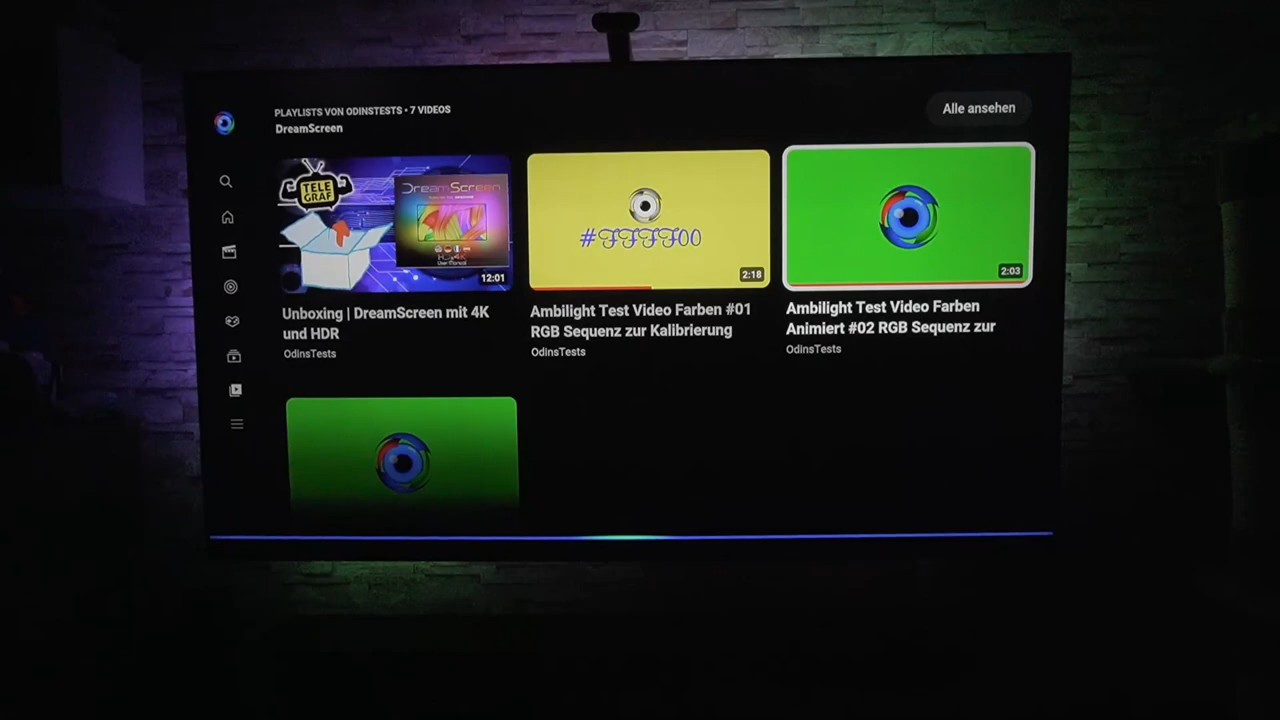 PLAYLISTS VON ODINSTESTS • 7 VIDEOS
DreamScreen
Alle ansehen
TELE
GRAF
DreamScreen
User Manual
12:01
#FFFF00
2:18
2:03
Unboxing | DreamScreen mit 4K
und HDR
OdinsTests
Ambilight Test Video Farben #01
RGB Sequenz zur Kalibrierung
OdinsTests
Ambilight Test Video Farben
Animiert #02 RGB Sequenz zur
OdinsTests